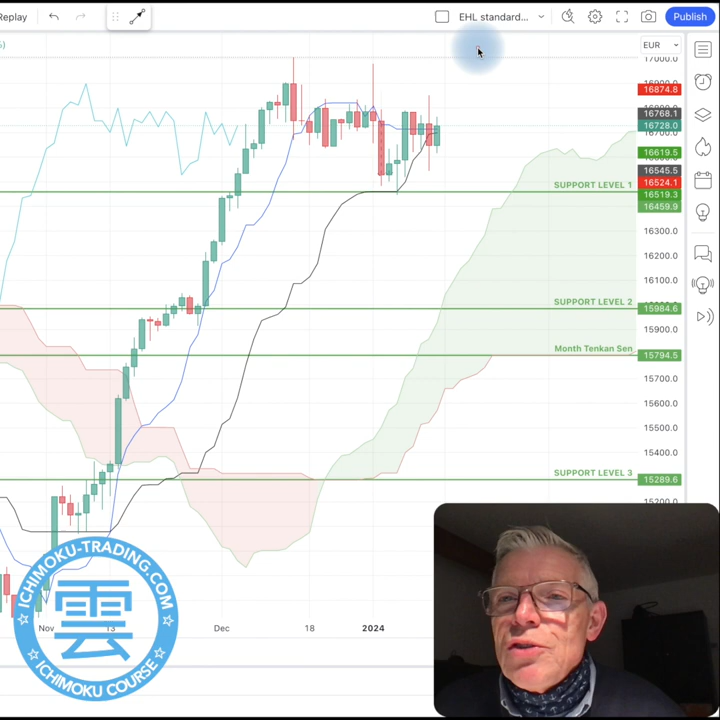 Replay
EHL standard...
Publish
EUR
17000.0
16874.8
16768.1
16728.0
16619.5
16545.5
16524.1
16519.3
SUPPORT LEVEL 1
16459.9
16300.0
16200.0
16100.0
SUPPORT LEVEL 2
15984.6
15900.0
Month Tenkan Sen
15794.5
15700.0
15600.0
15500.0
15400.0
SUPPORT LEVEL 3
15289.6
15200.0
Nov
13
Dec
18
2024
ICHIMOKU-TRADING.COM
雲
ICHIMOKU COURSE